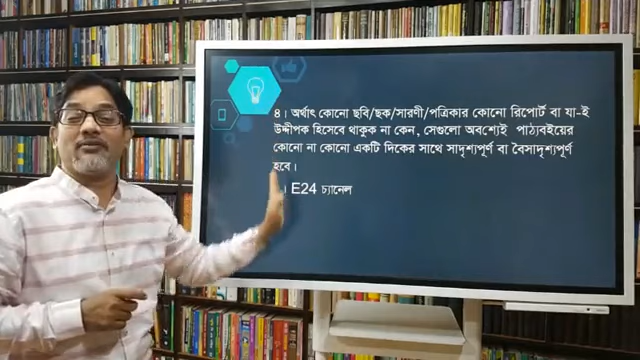 ৪। অর্থাৎ কোনো ছবি/ছক/সারণী/পত্রিকার কোনো রিপোর্ট বা যা-ই
উদ্দীপক হিসেবে থাকুক না কেন, সেগুলো অবশ্যেই পাঠ্যবইয়ের
কোনো না কোনো একটি দিকের সাথে সাদৃশ্যপূর্ণ বা বৈসাদৃশ্যপূর্ণ
হবে।
। E24 চ্যানেল